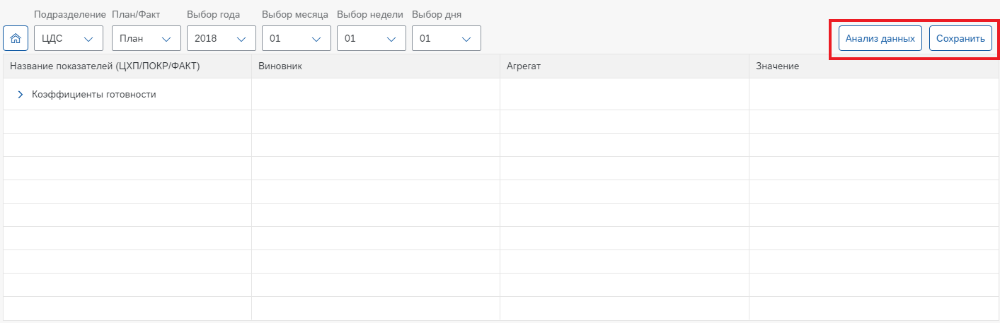 Подразделение План/Факт Выбор года Выбор месяца Выбор недели Выбор дня
ЦДС План 2018 01 01 01 Анализ данных Сохранить
Название показателей (ЦХП/ПОКР/ФАКТ) Виновник Агрегат Значение
Коэффициенты готовности